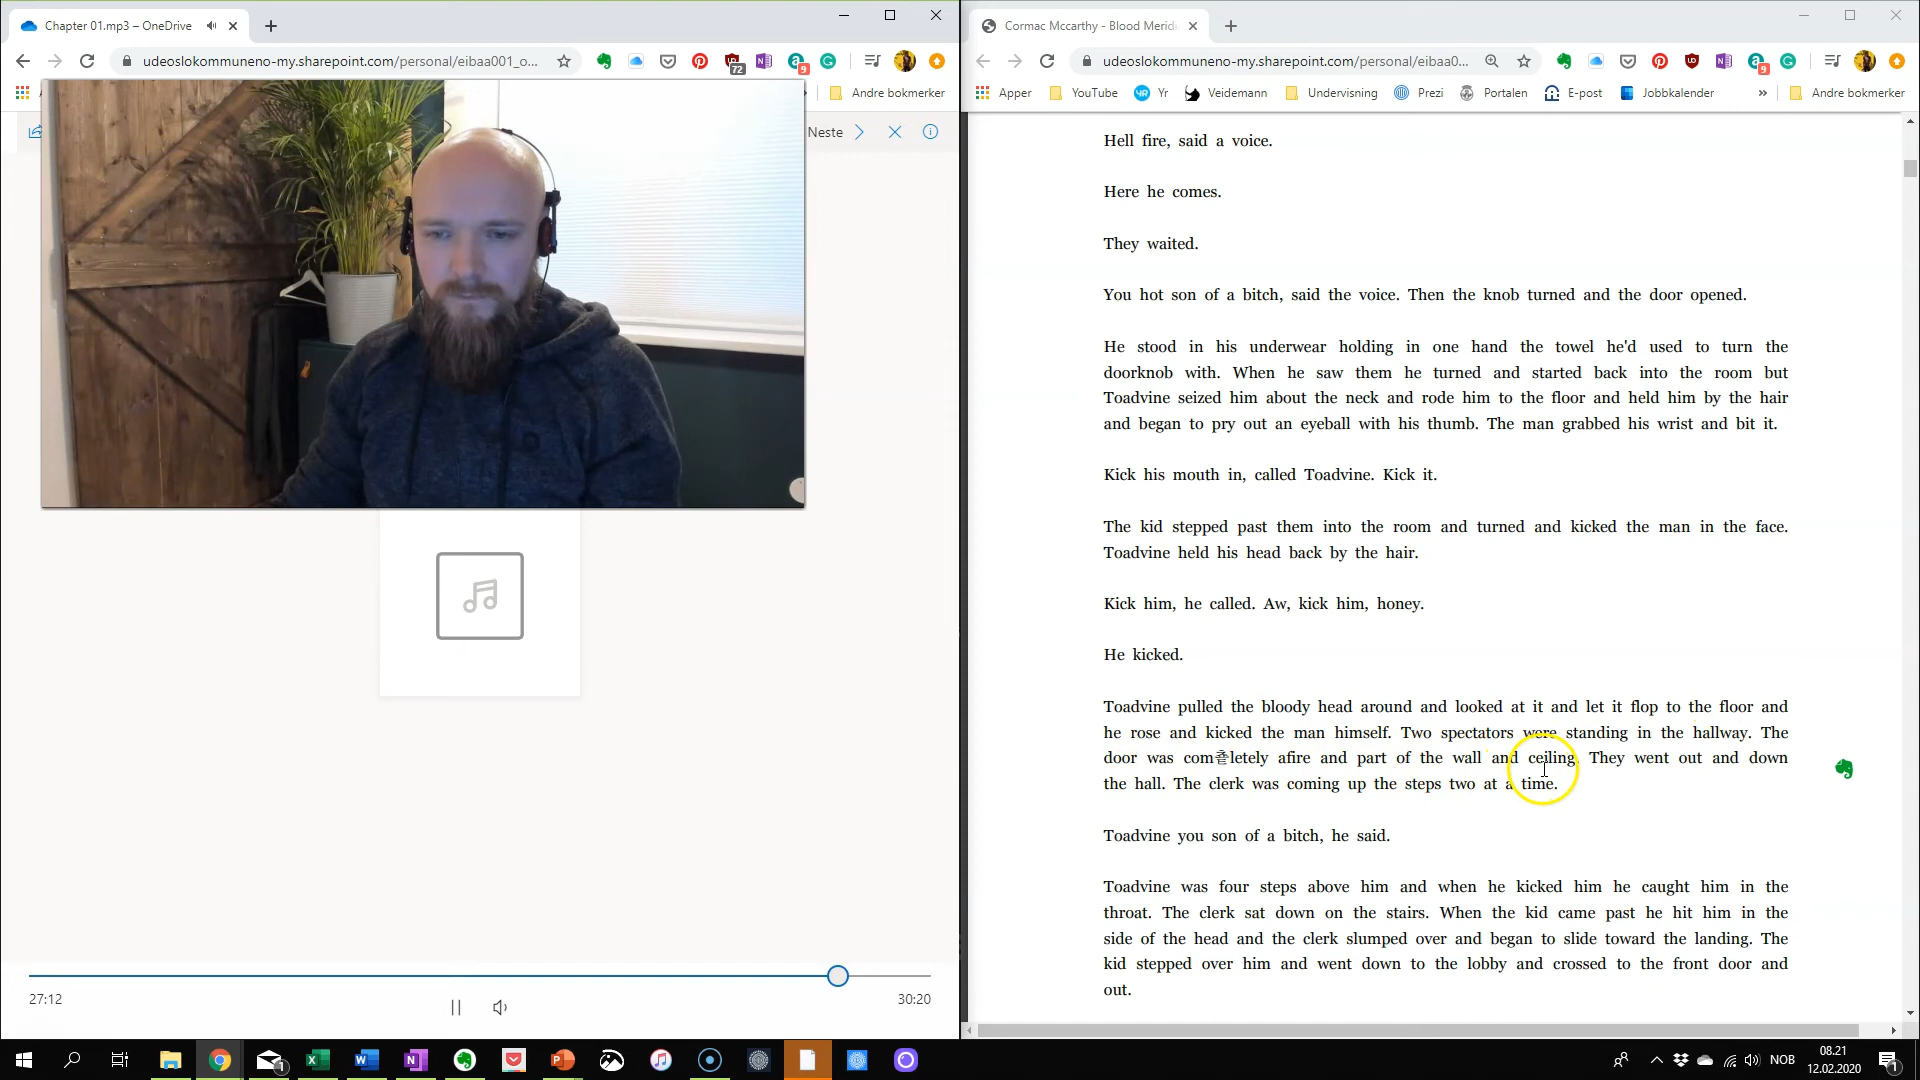 Chapter 01.mp3 – OneDrive
udeoslokommuneno-my.sharepoint.com/personal/eibaa001_o...
72
9
Andre bokmerker
Neste
27:12
30:20
Cormac Mccarthy - Blood Merid
udeoslokommuneno-my.sharepoint.com/personal/eibaa0...
9
Apper
YouTube
Yr
Veidemann
Undervisning
Prezi
Portalen
E-post
Jobbkalender
»
Andre bokmerker
Hell fire, said a voice.
Here he comes.
They waited.
You hot son of a bitch, said the voice. Then the knob turned and the door opened.
He stood in his underwear holding in one hand the towel he'd used to turn the
doorknob with. When he saw them he turned and started back into the room but
Toadvine seized him about the neck and rode him to the floor and held him by the hair
and began to pry out an eyeball with his thumb. The man grabbed his wrist and bit it.
Kick his mouth in, called Toadvine. Kick it.
The kid stepped past them into the room and turned and kicked the man in the face.
Toadvine held his head back by the hair.
Kick him, he called. Aw, kick him, honey.
He kicked.
Toadvine pulled the bloody head around and looked at it and let it flop to the floor and
he rose and kicked the man himself. Two spectators were standing in the hallway. The
door was com츱letely afire and part of the wall and ceiling. They went out and down
the hall. The clerk was coming up the steps two at a time.
Toadvine you son of a bitch, he said.
Toadvine was four steps above him and when he kicked him he caught him in the
throat. The clerk sat down on the stairs. When the kid came past he hit him in the
side of the head and the clerk slumped over and began to slide toward the landing. The
kid stepped over him and went down to the lobby and crossed to the front door and
out.
NOB
08.21
12.02.2020